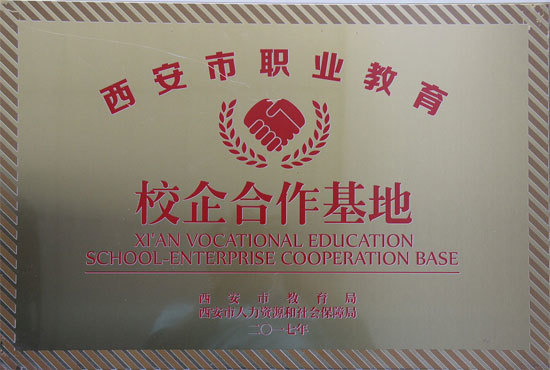 西安市职业教育
校企合作基地
XI'AN VOCATIONAL EDUCATION
SCHOOL-ENTERPRISE COOPERATION BASE
西安市教育局
西安市人力资源和社会保障局
二〇一七年